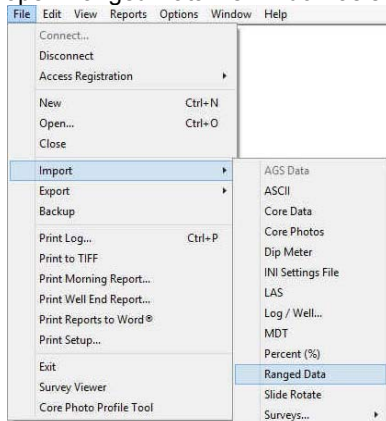 File Edit View Reports Options Window Help
Connect...
Disconnect
Access Registration
New Ctrl+N
Open... Ctrl+O
Close
Import
Export
Backup
Print Log... Ctrl+P
Print to TIFF
Print Morning Report...
Print Well End Report...
Print Reports to Word®
Print Setup...
Exit
Survey Viewer
Core Photo Profile Tool
AGS Data
ASCII
Core Data
Core Photos
Dip Meter
INI Settings File
LAS
Log / Well...
MDT
Percent (%)
Ranged Data
Slide Rotate
Surveys...